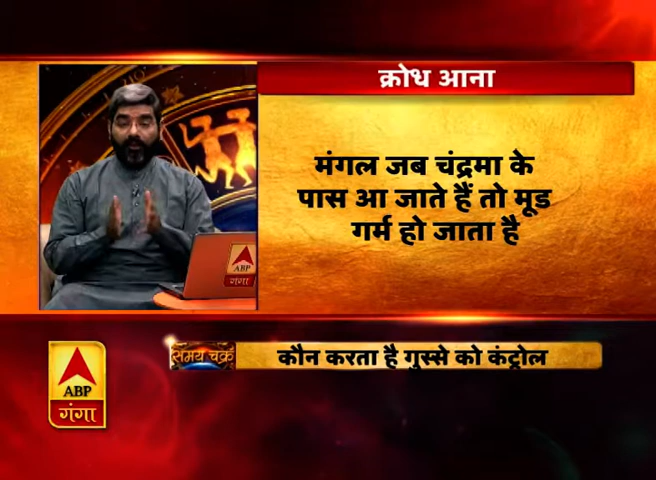 क्रोध आना
मंगल जब चंद्रमा के
पास आ जाते हैं तो मूड
गर्म हो जाता है
ABP
गंगा
समय चक्र
कौन करता है गुस्से को कंट्रोल
ABP
गंगा